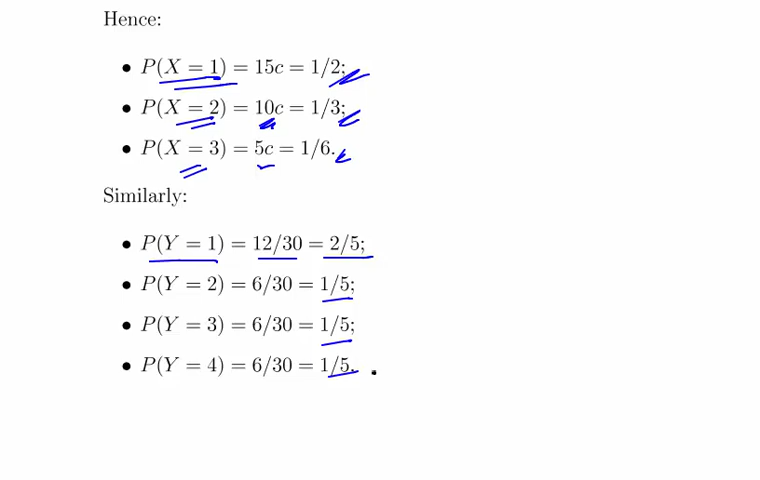 Hence:
• P(X = 1) = 15c = 1/2;
• P(X = 2) = 10c = 1/3;
• P(X = 3) = 5c = 1/6.
Similarly:
• P(Y = 1) = 12/30 = 2/5;
• P(Y = 2) = 6/30 = 1/5;
• P(Y = 3) = 6/30 = 1/5;
• P(Y = 4) = 6/30 = 1/5.